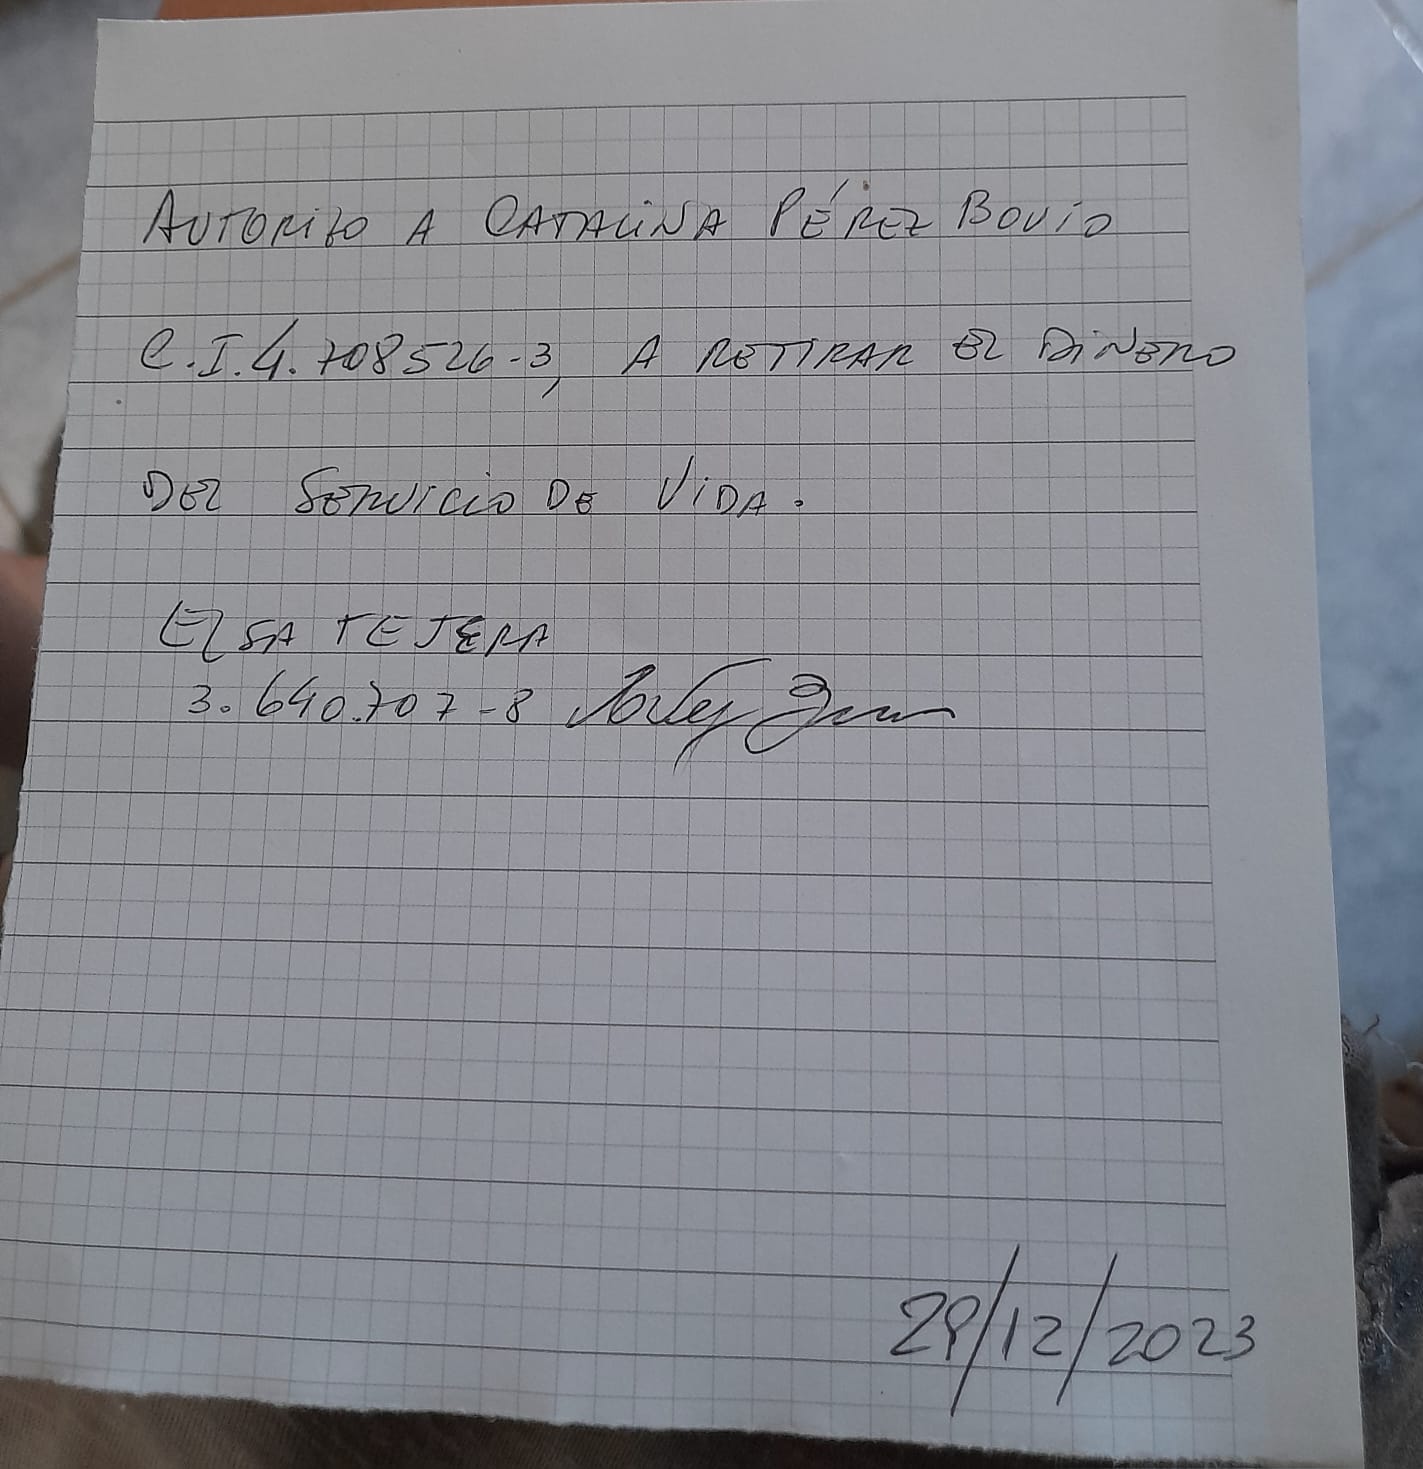 AUTORIZO A CATALINA PÉREZ BOVIO
C.I.4.708526-3, A RETIRAR EL DINERO
DEL SERVICIO DE VIDA.
ELSA TEJERA
3.640.707-8
29/12/2023